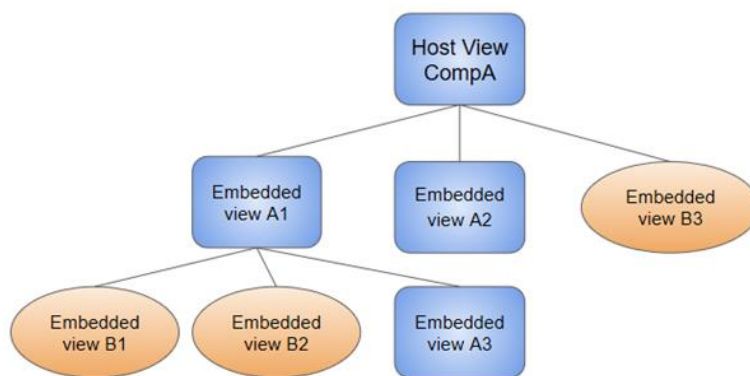 Host View
CompA
Embedded
view A1
Embedded
view A2
Embedded
view B3
Embedded
view B1
Embedded
view B2
Embedded
view A3